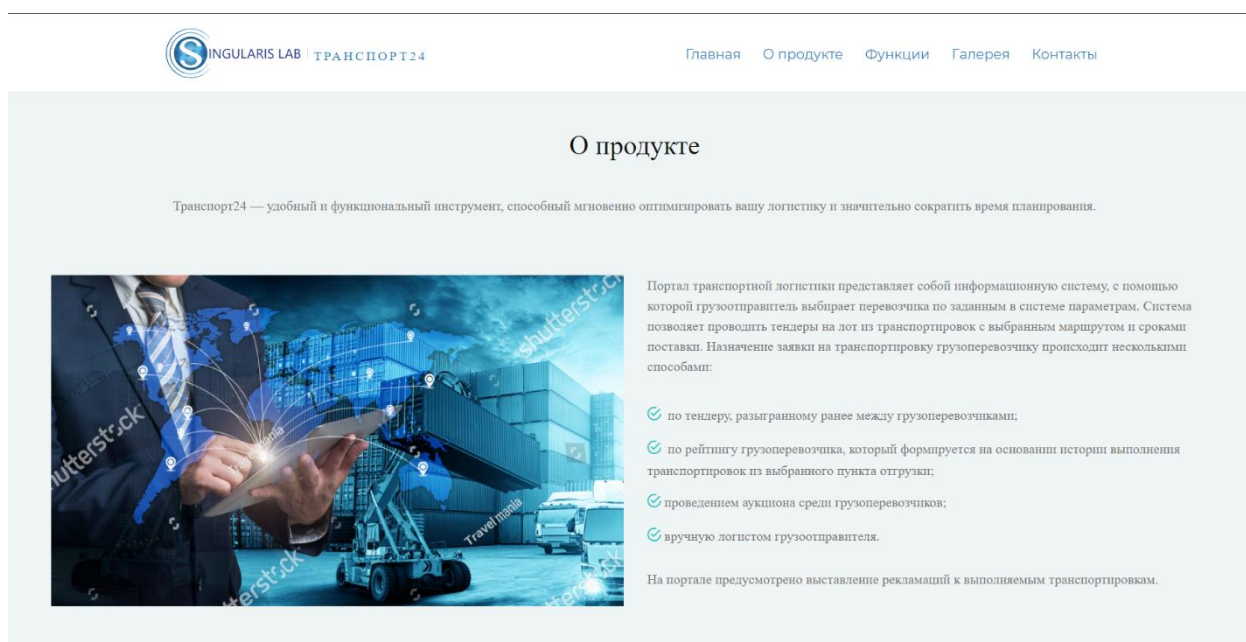 SINGULARIS LAB ТРАНСПОРТ24
Главная О продукте Функции Галерея Контакты
О продукте
Транспорт24 — удобный и функциональный инструмент, способный мгновенно оптимизировать вашу логистику и значительно сократить время планирования.
Портал транспортной логистики представляет собой информационную систему, с помощью
которой грузоотправитель выбирает перевозчика по заданным в системе параметрам. Система
позволяет проводить тендеры на лот из транспортировок с выбранным маршрутом и сроками
поставки. Назначение заявки на транспортировку грузоперевозчику происходит несколькими
способами:
по тендеру, разыгранному ранее между грузоперевозчиками;
по рейтингу грузоперевозчика, который формируется на основании истории выполнения
транспортировок из выбранного пункта отгрузки;
проведением аукциона среди грузоперевозчиков;
вручную логистом грузоотправителя.
На портале предусмотрено выставление рекламаций к выполняемым транспортировкам.
shutterstock
shutterstock
Travel mania
shutterstock